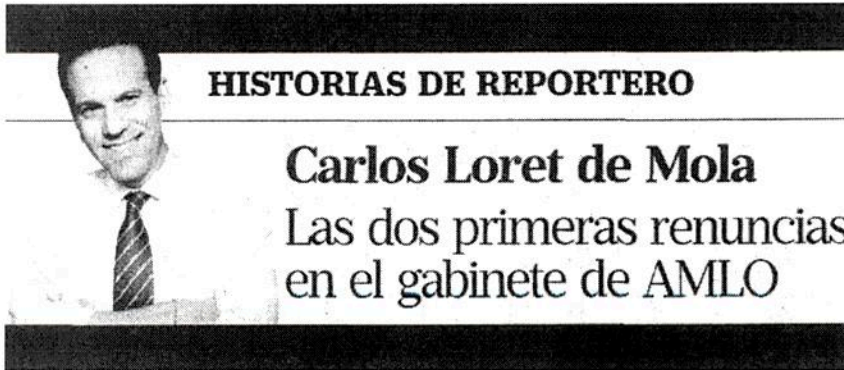 HISTORIAS DE REPORTERO
Carlos Loret de Mola
Las dos primeras renuncias
en el gabinete de AMLO